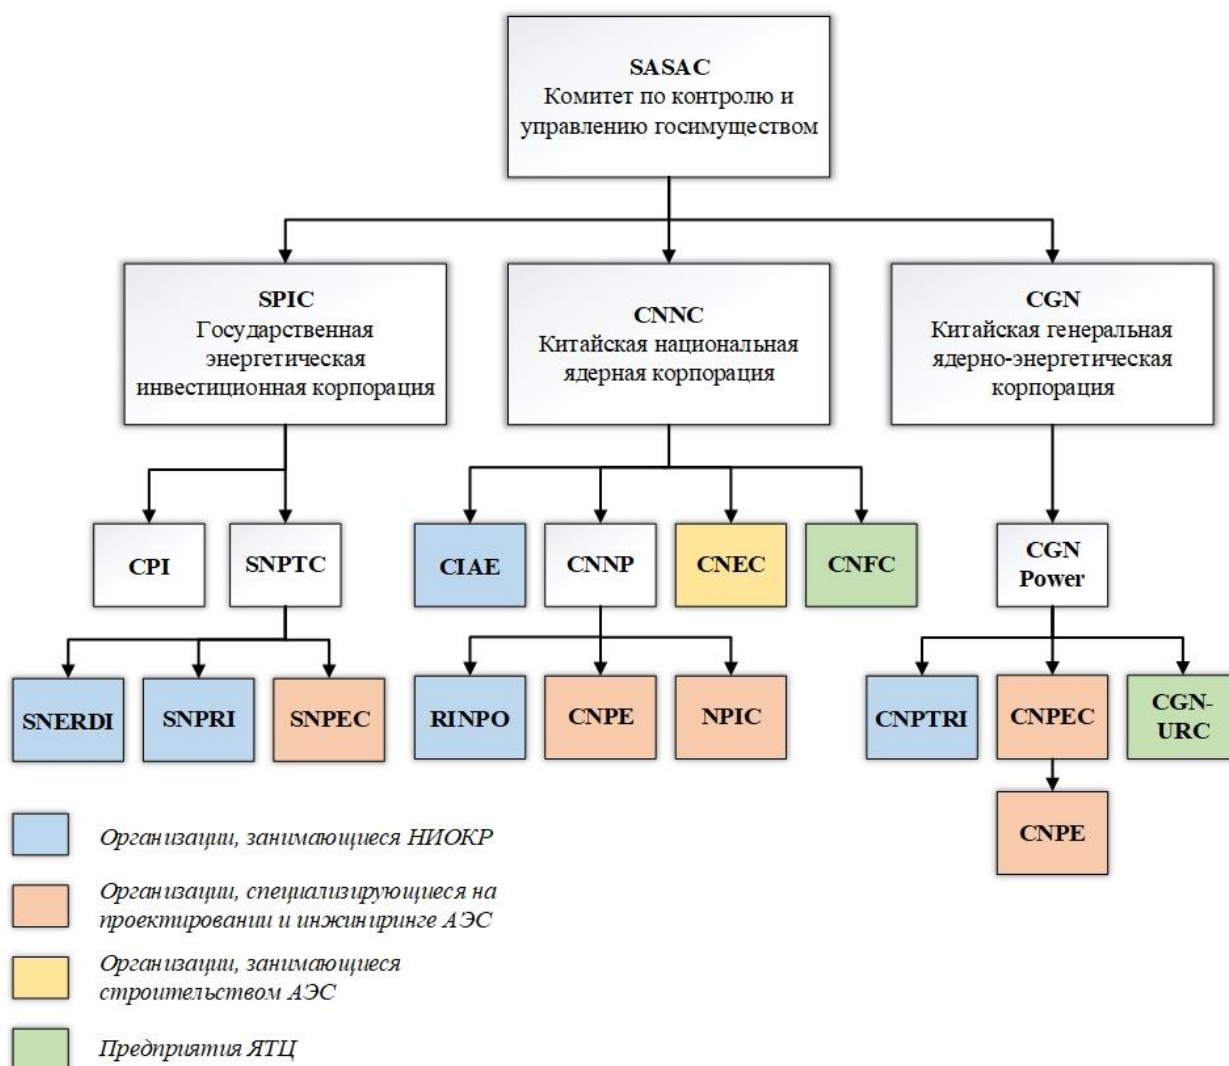 SASAC
Комитет по контролю и
управлению госимуществом
SPIC
Государственная
энергетическая
инвестиционная корпорация
CNNC
Китайская национальная
ядерная корпорация
CGN
Китайская генеральная
ядерно-энергетическая
корпорация
CPI
SNPTC
CIAE
CNNP
CNEC
CNFC
CGN
Power
SNERDI
SNPRI
SNPEC
RINPO
CNPE
NPIC
CNPTRI
CNPEC
CGN-
URC
CNPE
Организации, занимающиеся НИОКР
Организации, специализирующиеся на
проектировании и инжиниринге АЭС
Организации, занимающиеся
строительством АЭС
Предприятия ЯТЦ